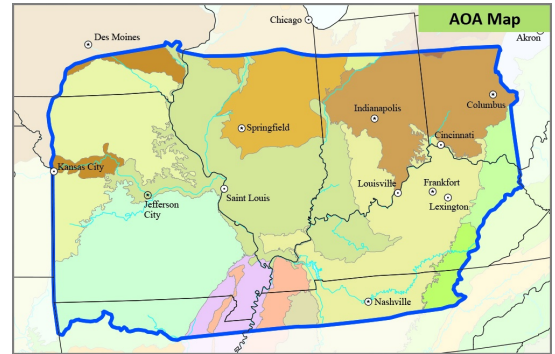 AOA Map
Chicago
Des Moines
Akron
Columbus
Indianapolis
Springfield
Cincinnati
Kansas City
Saint Louis
Louisville
Frankfort
Jefferson
City
Lexington
Nashville